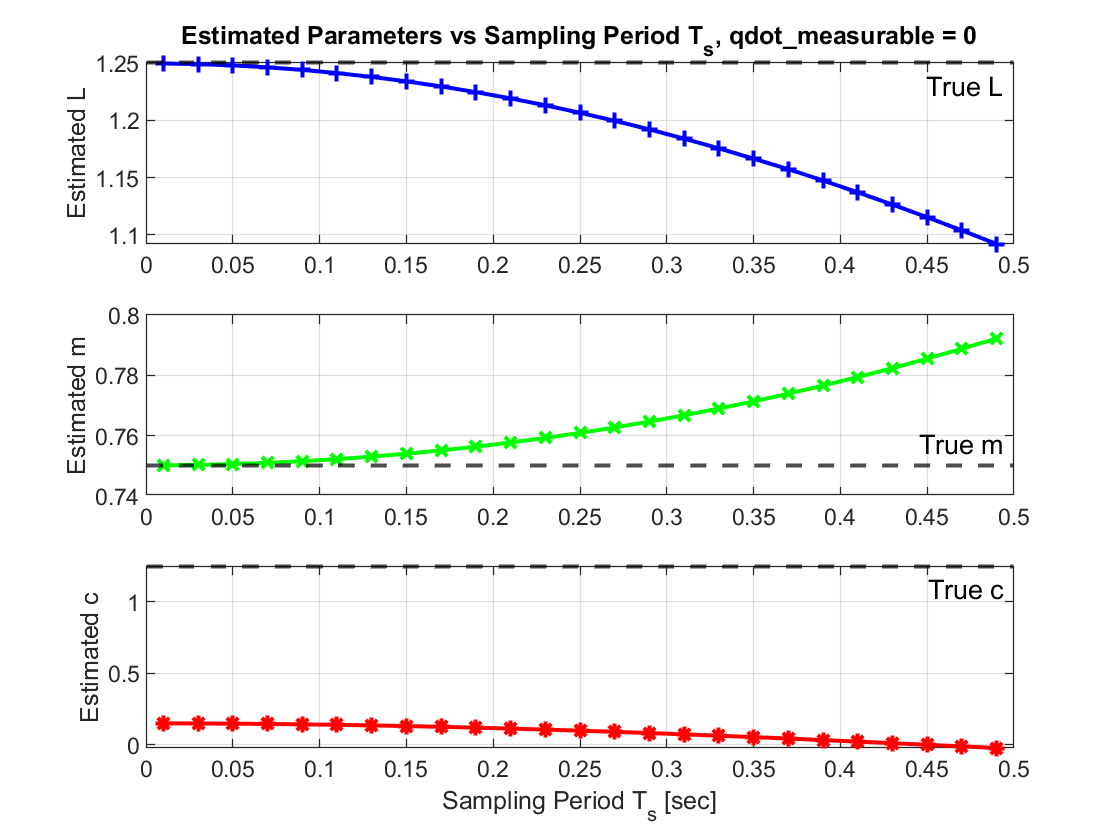 Estimated Parameters vs Sampling Period Ts, qdot_measurable = 0
Estimated L
1.25
1.2
1.15
1.1
True L
0 0.05 0.1 0.15 0.2 0.25 0.3 0.35 0.4 0.45 0.5
Estimated m
0.8
0.78
0.76
0.74
True m
0 0.05 0.1 0.15 0.2 0.25 0.3 0.35 0.4 0.45 0.5
Estimated c
1
0.5
0
True c
0 0.05 0.1 0.15 0.2 0.25 0.3 0.35 0.4 0.45 0.5
Sampling Period Ts [sec]